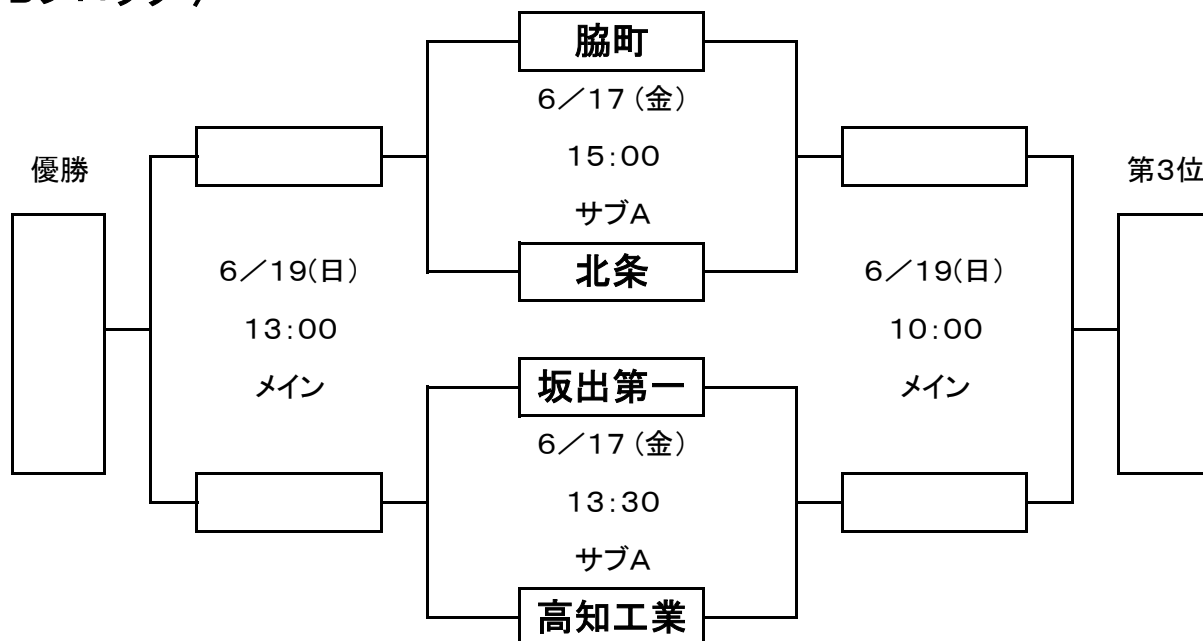 脇町
6／17（金）
15:00
サブA
北条
優勝
第3位
6／19(日)
13:00
メイン
6／19(日)
10:00
メイン
坂出第一
6／17（金）
13:30
サブA
高知工業